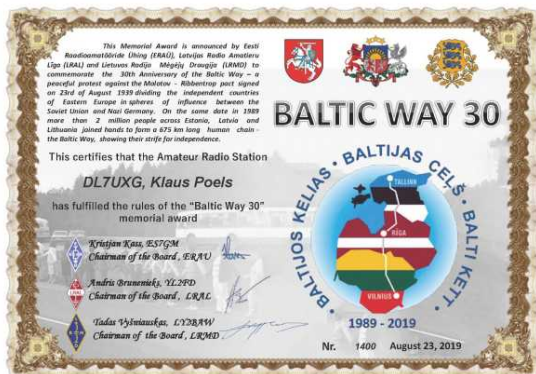 This Memorial Award is announced by Eesti
Raadioamatööride Ühing (ERAÜ), Latvijas Radio Amatieru
Līga (LRAL) and Lietuvos Radijo Mėgėjų Draugija (LRMD) to
commemorate the 30th Anniversary of the Baltic Way – a
peaceful protest against the Molotov - Ribbentrop pact signed
on 23rd of August 1939 dividing the independent countries
of Eastern Europe in spheres of influence between the
Soviet Union and Nazi Germany. On the same date in 1989
more than 2 million people across Estonia, Latvia and
Lithuania joined hands to form a 675 km long human chain -
the Baltic Way, showing their strife for independence.
This certifies that the Amateur Radio Station
DL7UXG, Klaus Poels
has fulfilled the rules of the "Baltic Way 30"
memorial award
Kristjan Kass, ES7GM
Chairman of the Board , ERAU
Andris Brunenieks, YL2FD
Chairman of the Board , LRAL
Tadas Vyšniauskas, LY2BAW
Chairman of the Board , LRMD
BALTIC WAY 30
BALTIJOS KELIAS · BALTIJAS CEĻŠ · BALTI KETT
TALLINN
RĪGA
VILNIUS
1989 - 2019
Nr. 1400 August 23, 2019